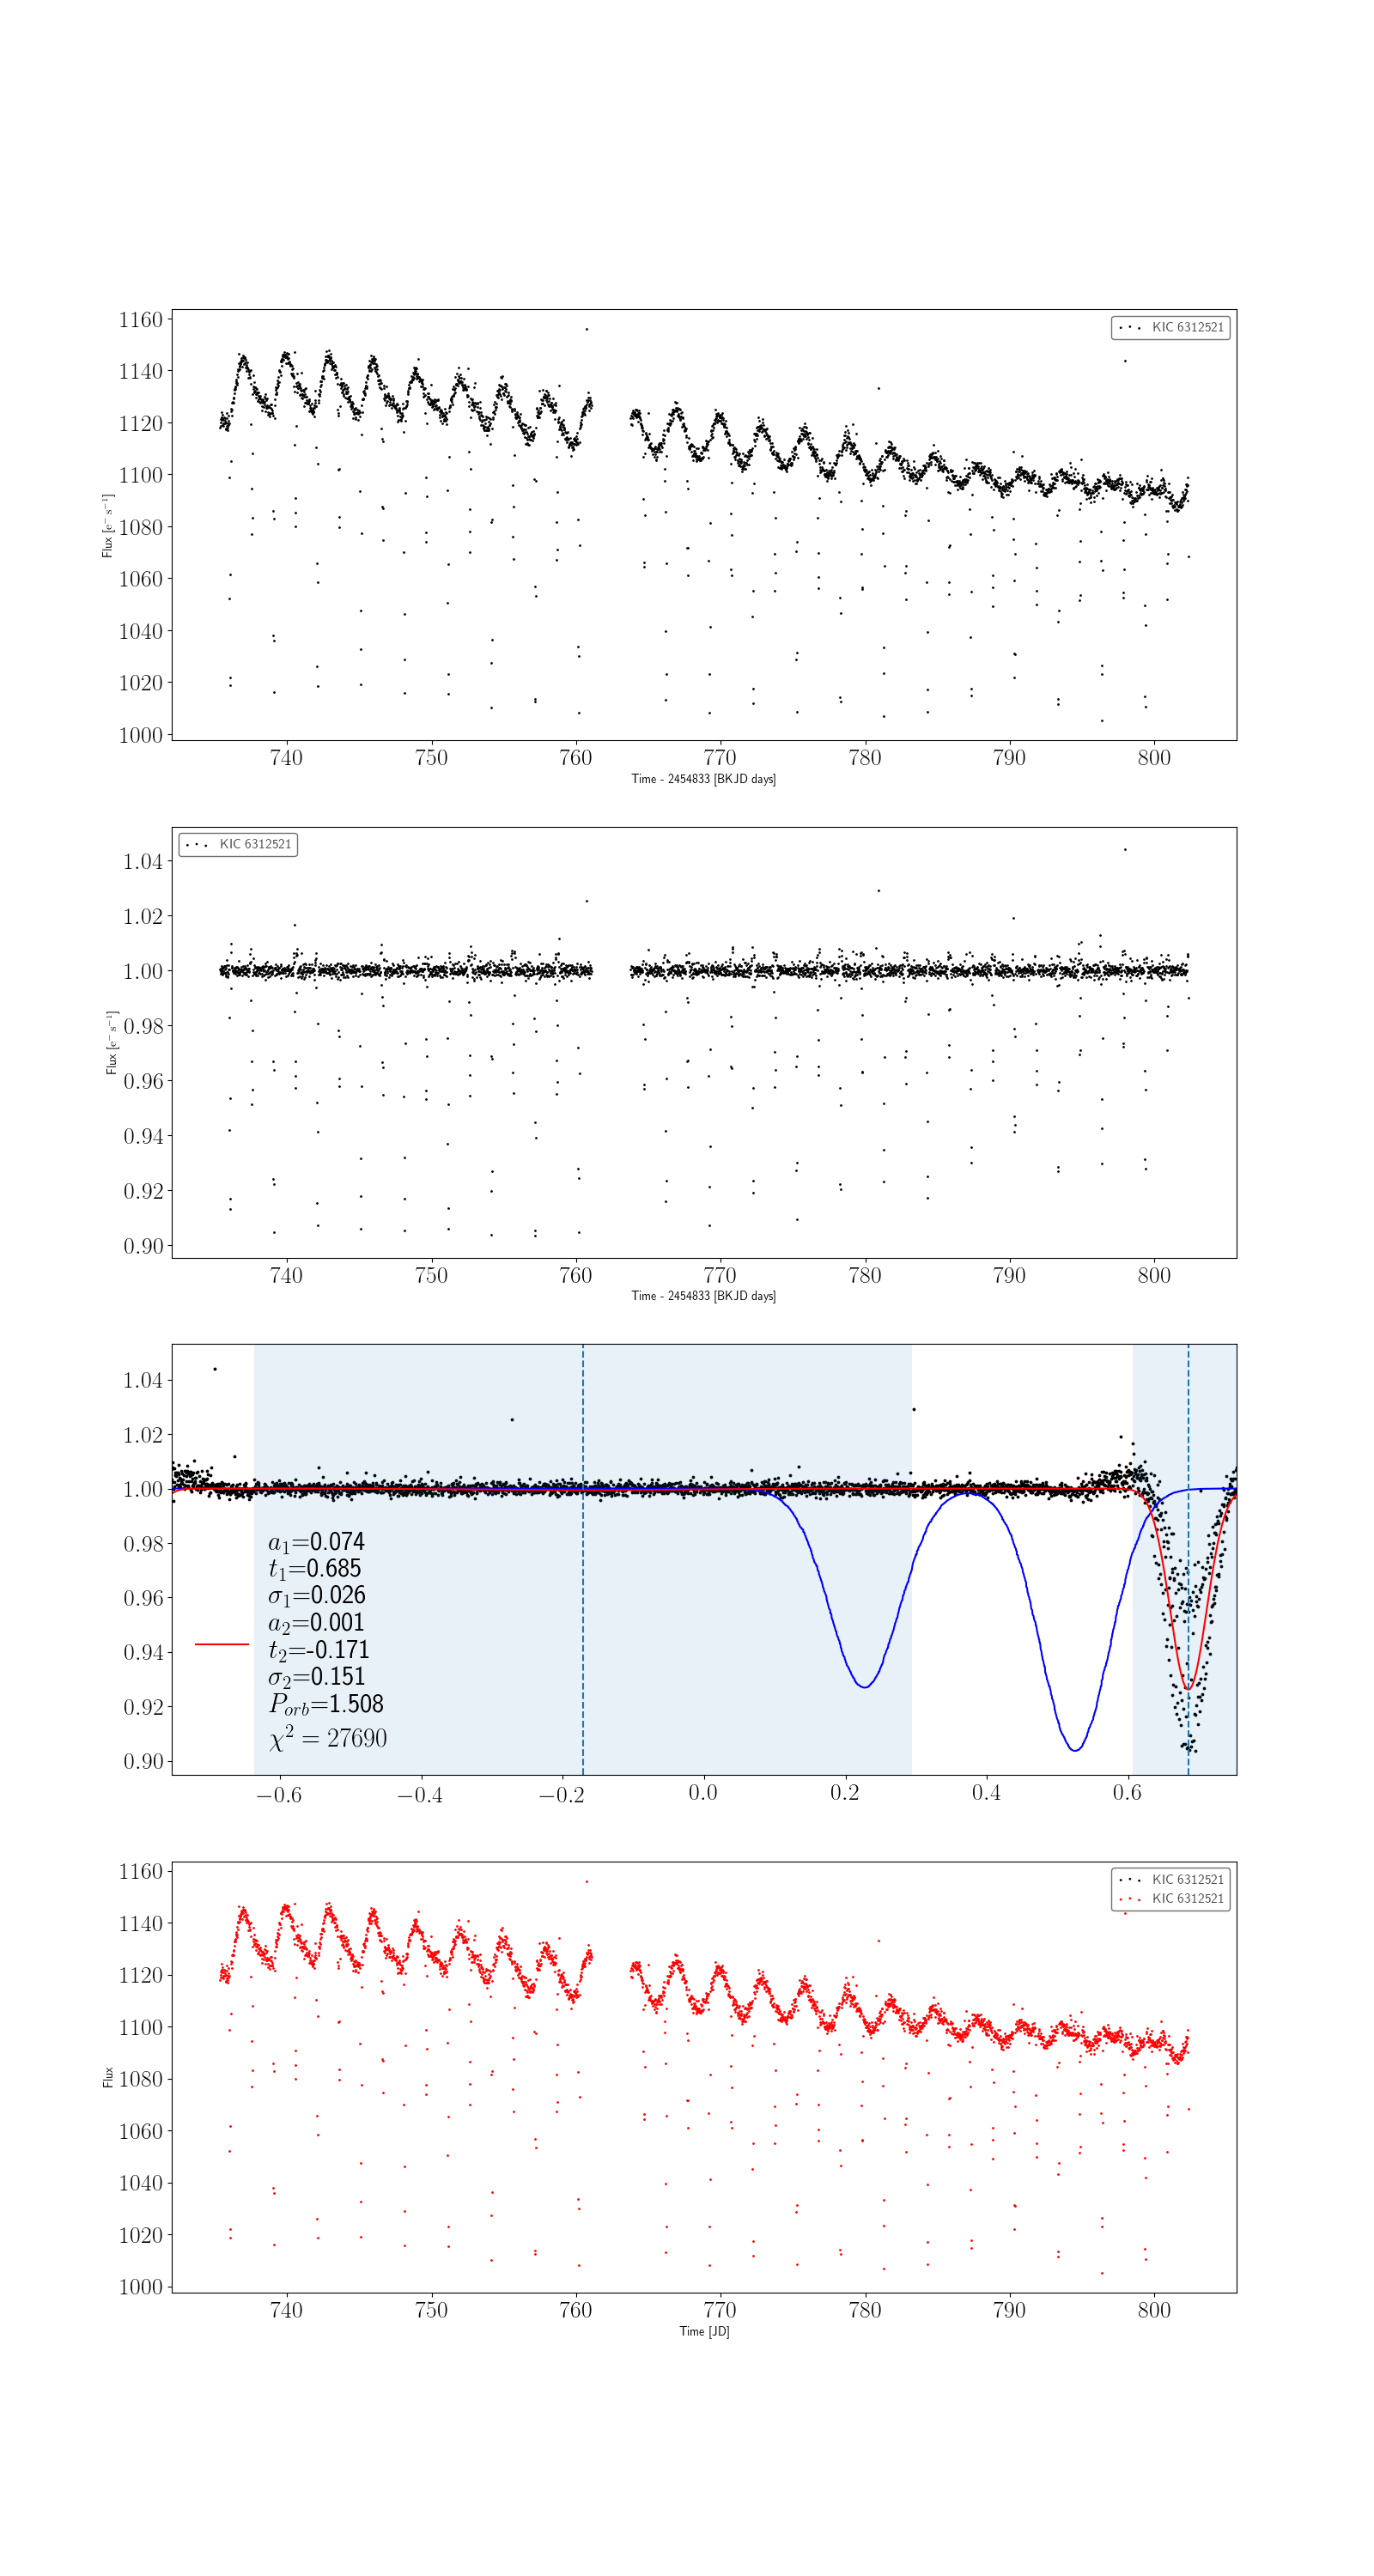 1160
1140
1120
1100
1080
1060
1040
1020
1000
Flux [e⁻ s⁻¹]
KIC 6312521
740 750 760 770 780 790 800
Time - 2454833 [BKJD days]
1.04
1.02
1.00
0.98
0.96
0.94
0.92
0.90
Flux [e⁻ s⁻¹]
KIC 6312521
740 750 760 770 780 790 800
Time - 2454833 [BKJD days]
1.04
1.02
1.00
0.98
0.96
0.94
0.92
0.90
a₁=0.074
t₁=0.685
σ₁=0.026
a₂=0.001
t₂=-0.171
σ₂=0.151
Pₒᵣb=1.508
χ² = 27690
−0.6 −0.4 −0.2 0.0 0.2 0.4 0.6
1160
1140
1120
1100
1080
1060
1040
1020
1000
Flux
KIC 6312521
KIC 6312521
740 750 760 770 780 790 800
Time [JD]